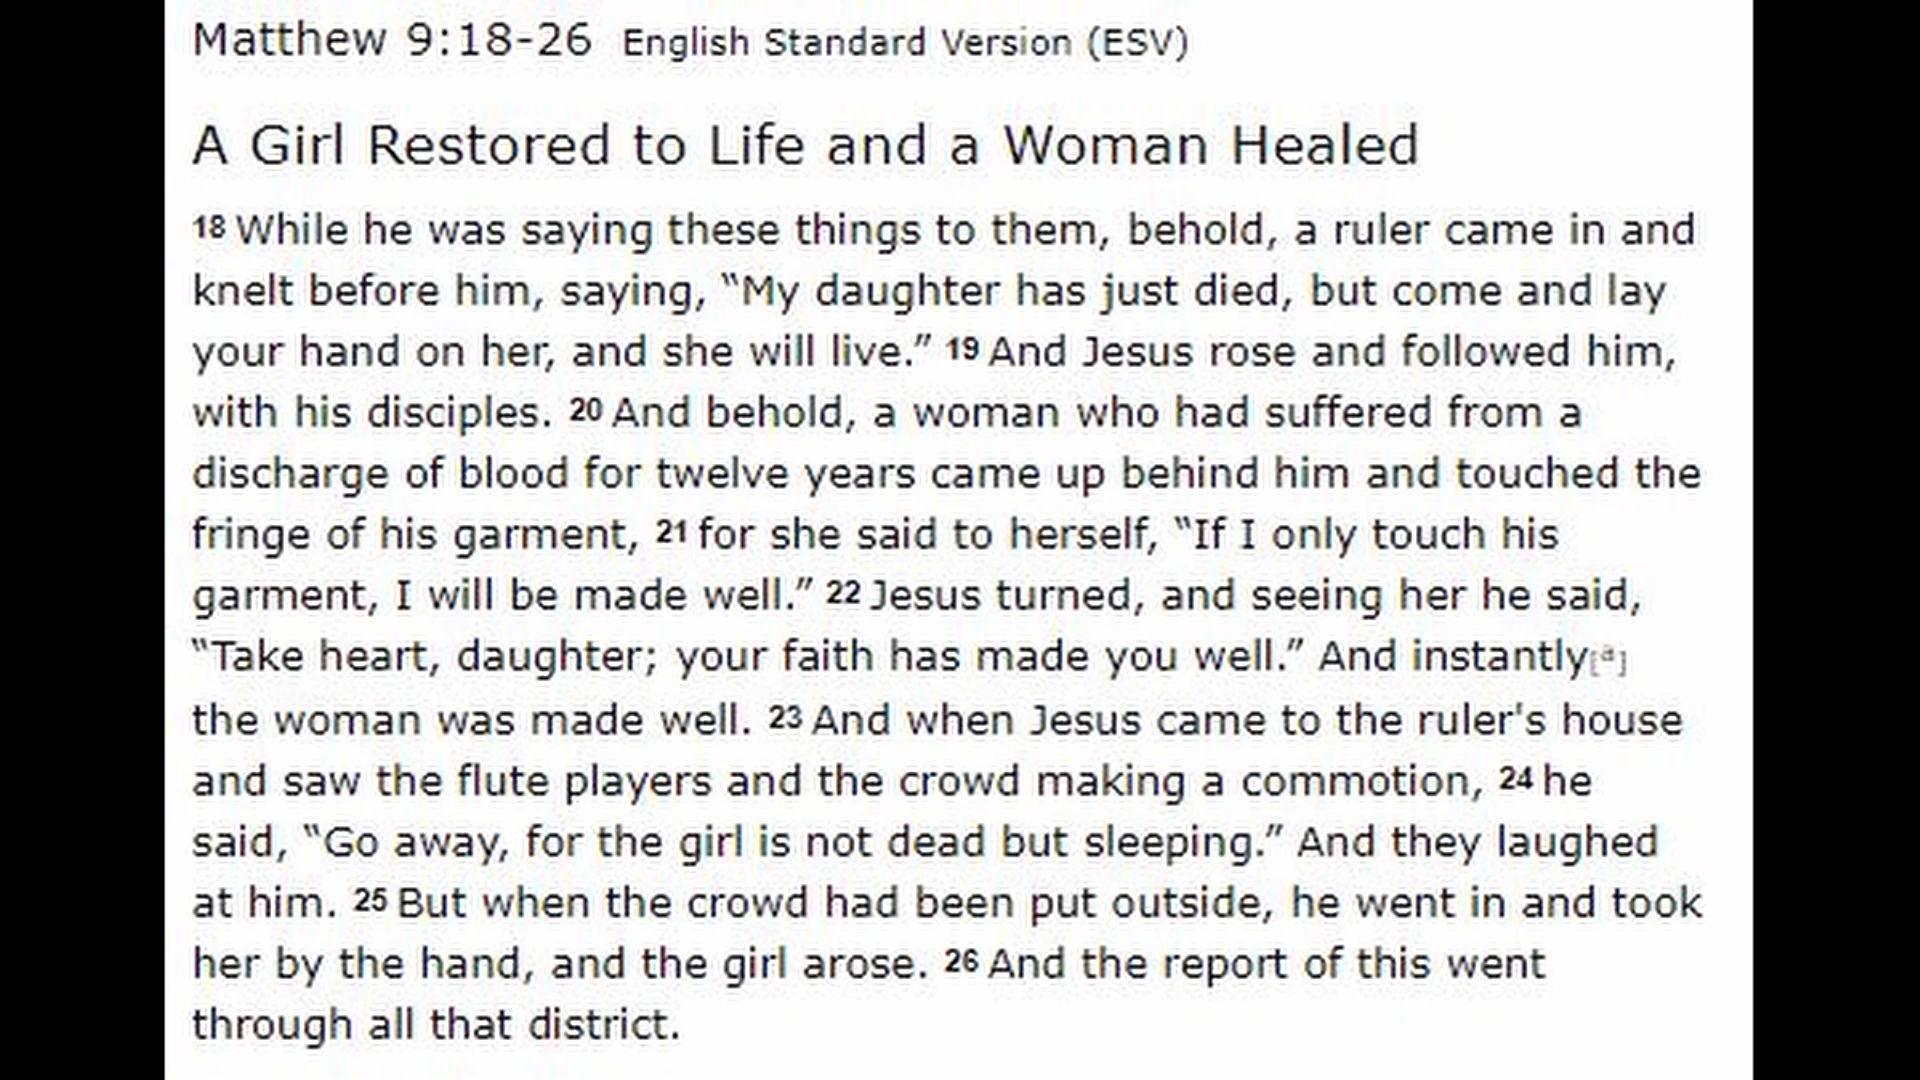 Matthew 9:18-26 English Standard Version (ESV)
A Girl Restored to Life and a Woman Healed
18 While he was saying these things to them, behold, a ruler came in and
knelt before him, saying, “My daughter has just died, but come and lay
your hand on her, and she will live.” 19 And Jesus rose and followed him,
with his disciples. 20 And behold, a woman who had suffered from a
discharge of blood for twelve years came up behind him and touched the
fringe of his garment, 21 for she said to herself, “If I only touch his
garment, I will be made well.” 22 Jesus turned, and seeing her he said,
“Take heart, daughter; your faith has made you well.” And instantly[a]
the woman was made well. 23 And when Jesus came to the ruler's house
and saw the flute players and the crowd making a commotion, 24 he
said, “Go away, for the girl is not dead but sleeping.” And they laughed
at him. 25 But when the crowd had been put outside, he went in and took
her by the hand, and the girl arose. 26 And the report of this went
through all that district.